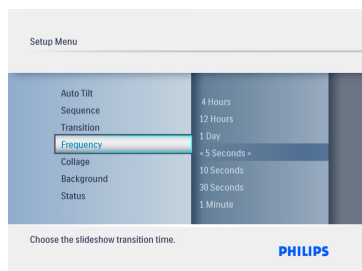 Setup Menu
Auto Tilt
Sequence
Transition
Frequency
Collage
Background
Status
4 Hours
12 Hours
1 Day
< 5 Seconds >
10 Seconds
30 Seconds
1 Minute
Choose the slideshow transition time.
PHILIPS